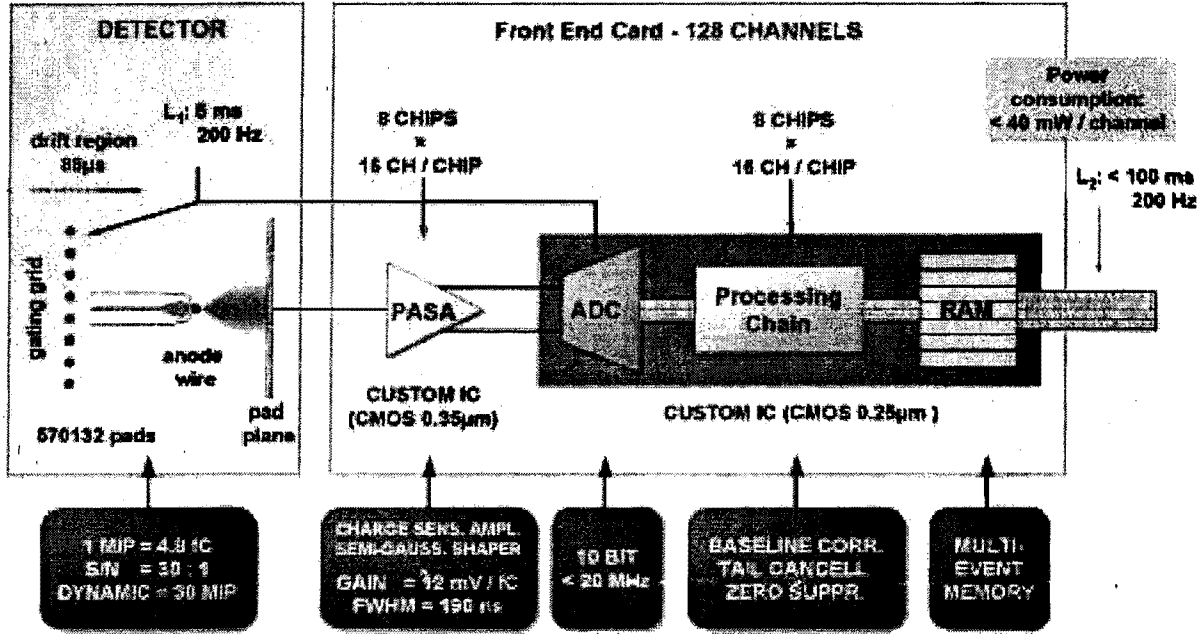 DETECTOR
L1: 5 ms
200 Hz
drift region
88µs
gating grid
anode
wire
pad
plane
570132 pads
Front End Card - 128 CHANNELS
8 CHIPS
*
16 CH / CHIP
8 CHIPS
*
16 CH / CHIP
Power
consumption:
< 40 mW / channel
L2: < 100 ms
200 Hz
PASA
ADC
Processing
Chain
RAM
CUSTOM IC
(CMOS 0.35µm)
CUSTOM IC (CMOS 0.25µm )
1 MIP = 4.8 fC
S/N = 30 : 1
DYNAMIC = 30 MIP
CHARGE SENS. AMPL.
SEMI-GAUSS. SHAPER
GAIN = 12 mV / fC
FWHM = 190 ns
10 BIT
< 20 MHz
BASELINE CORR.
TAIL CANCELL.
ZERO SUPPR.
MULTI-
EVENT
MEMORY